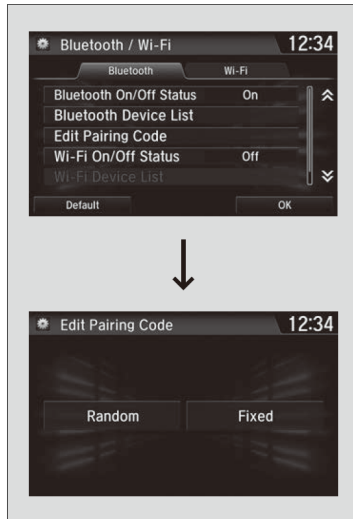 Bluetooth / Wi-Fi 12:34
Bluetooth Wi-Fi
Bluetooth On/Off Status On
Bluetooth Device List
Edit Pairing Code
Wi-Fi On/Off Status Off
Wi-Fi Device List
Default OK
Edit Pairing Code 12:34
Random Fixed